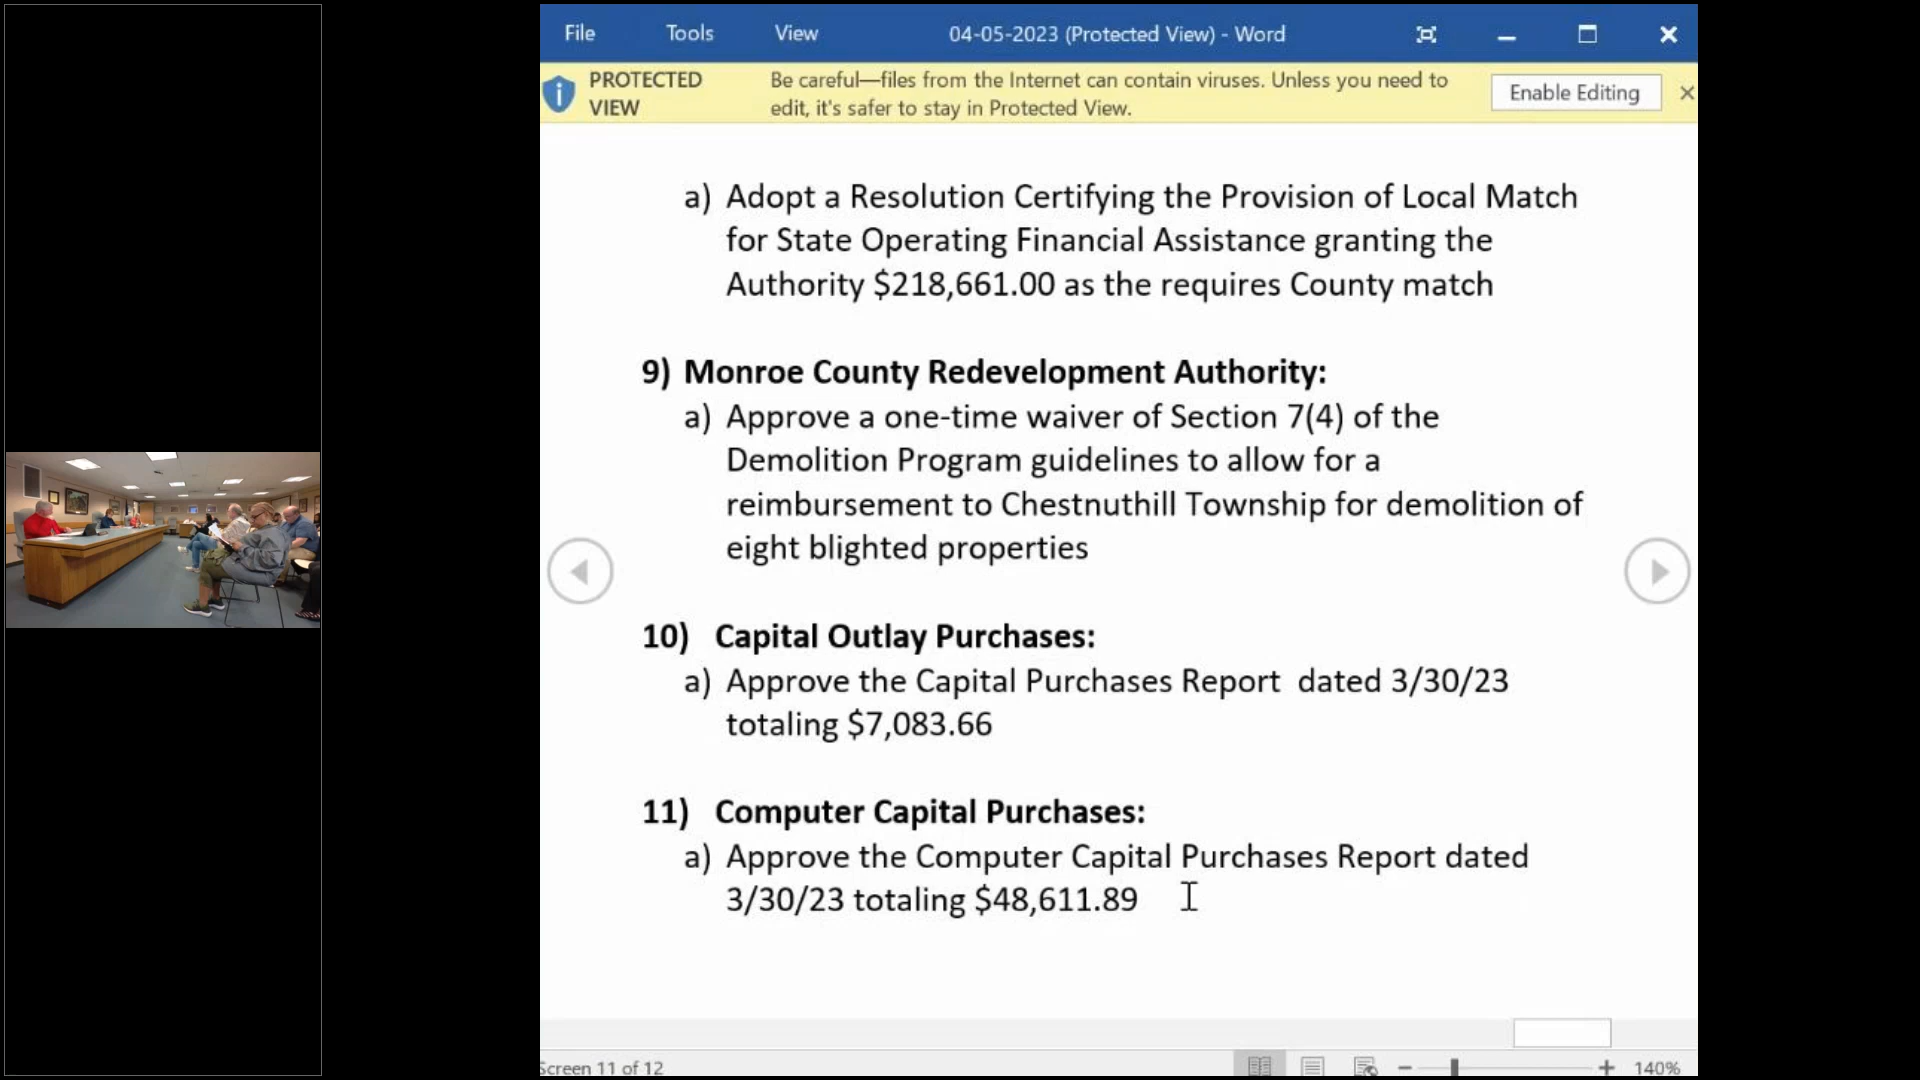 File Tools View 04-05-2023 (Protected View) - Word
PROTECTED VIEW
Be careful—files from the Internet can contain viruses. Unless you need to
edit, it's safer to stay in Protected View.
Enable Editing
a) Adopt a Resolution Certifying the Provision of Local Match
for State Operating Financial Assistance granting the
Authority $218,661.00 as the requires County match
9) Monroe County Redevelopment Authority:
a) Approve a one-time waiver of Section 7(4) of the
Demolition Program guidelines to allow for a
reimbursement to Chestnuthill Township for demolition of
eight blighted properties
10) Capital Outlay Purchases:
a) Approve the Capital Purchases Report dated 3/30/23
totaling $7,083.66
11) Computer Capital Purchases:
a) Approve the Computer Capital Purchases Report dated
3/30/23 totaling $48,611.89
Screen 11 of 12
140%